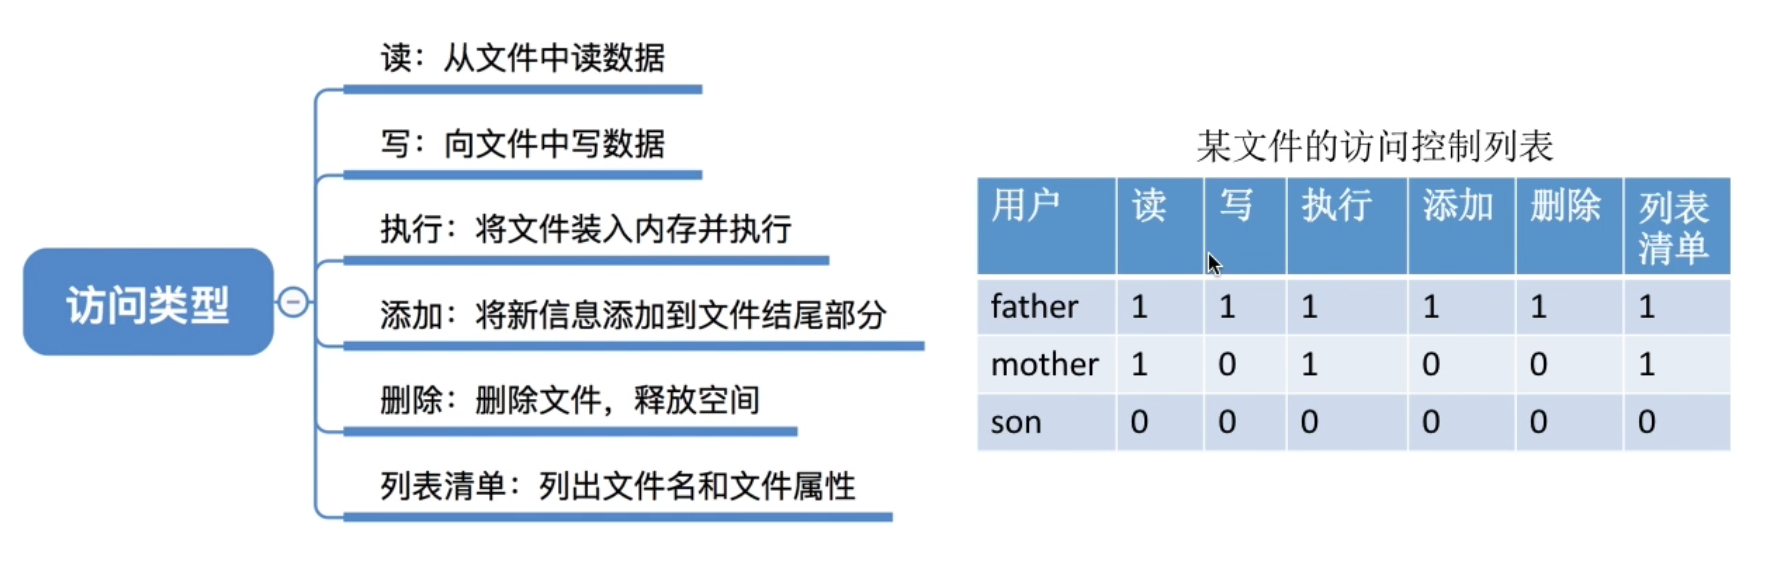 访问类型
读：从文件中读数据
写：向文件中写数据
执行：将文件装入内存并执行
添加：将新信息添加到文件结尾部分
删除：删除文件，释放空间
列表清单：列出文件名和文件属性
某文件的访问控制列表
用户 读 写 执行 添加 删除 列表
清单
father 1 1 1 1 1 1
mother 1 0 1 0 0 1
son 0 0 0 0 0 0